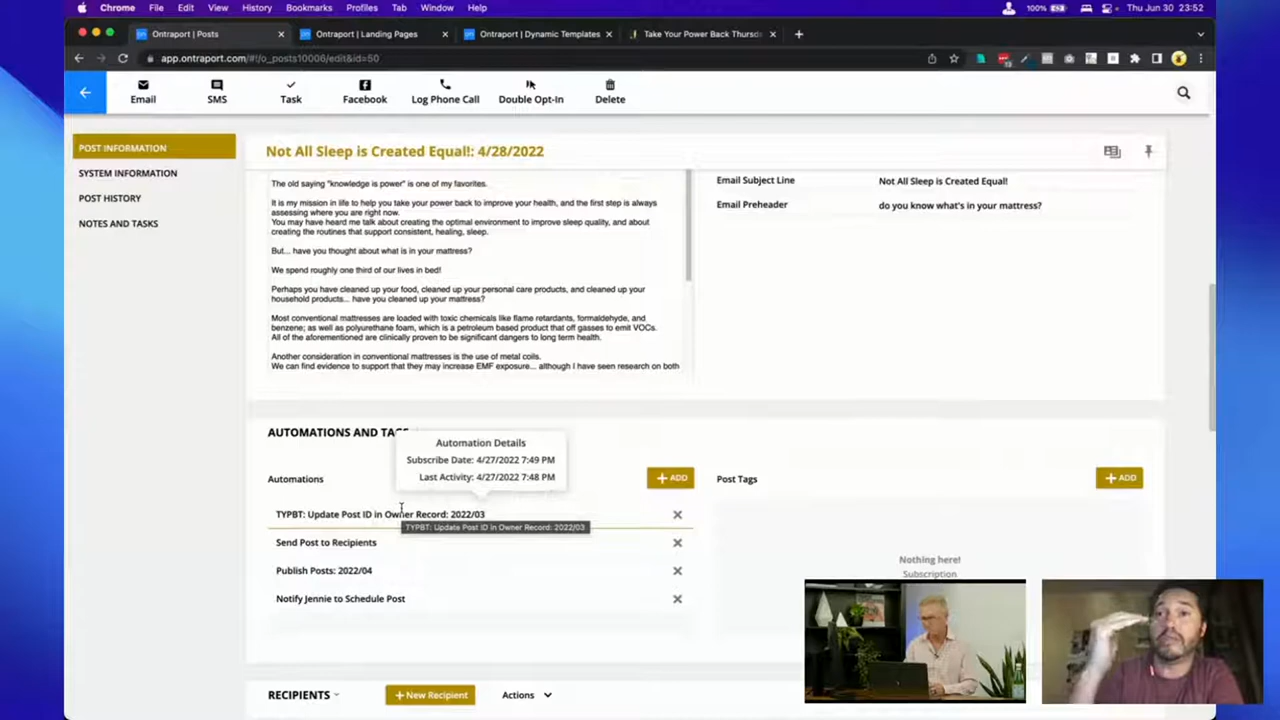 Chrome File Edit View History Bookmarks Profiles Tab Window Help 100% Thu Jun 30 23:52
Ontraport | Posts Ontraport | Landing Pages Ontraport | Dynamic Templates Take Your Power Back Thursd
app.ontraport.com/#!/o_posts10006/edit&id=50
Email SMS Task Facebook Log Phone Call Double Opt-In Delete
POST INFORMATION
SYSTEM INFORMATION
POST HISTORY
NOTES AND TASKS
Not All Sleep is Created Equal!: 4/28/2022
The old saying "knowledge is power" is one of my favorites.
It is my mission in life to help you take your power back to improve your health, and the first step is always
assessing where you are right now.
You may have heard me talk about creating the optimal environment to improve sleep quality, and about
creating the routines that support consistent, healing, sleep.
But... have you thought about what is in your mattress?
We spend roughly one third of our lives in bed!
Perhaps you have cleaned up your food, cleaned up your personal care products, and cleaned up your
household products... have you cleaned up your mattress?
Most conventional mattresses are loaded with toxic chemicals like flame retardants, formaldehyde, and
benzene; as well as polyurethane foam, which is a petroleum based product that off gasses to emit VOCs.
All of the aforementioned are clinically proven to be significant dangers to long term health.
Another consideration in conventional mattresses is the use of metal coils.
We can find evidence to support that they may increase EMF exposure... although I have seen research on both
Email Subject Line Not All Sleep is Created Equal!
Email Preheader do you know what's in your mattress?
AUTOMATIONS AND TAGS
Automation Details
Subscribe Date: 4/27/2022 7:49 PM
Last Activity: 4/27/2022 7:48 PM
Automations + ADD
TYPBT: Update Post ID in Owner Record: 2022/03
TYPBT: Update Post ID in Owner Record: 2022/03
Send Post to Recipients
Publish Posts: 2022/04
Notify Jennie to Schedule Post
Post Tags + ADD
Nothing here!
Subscription
RECIPIENTS + New Recipient Actions